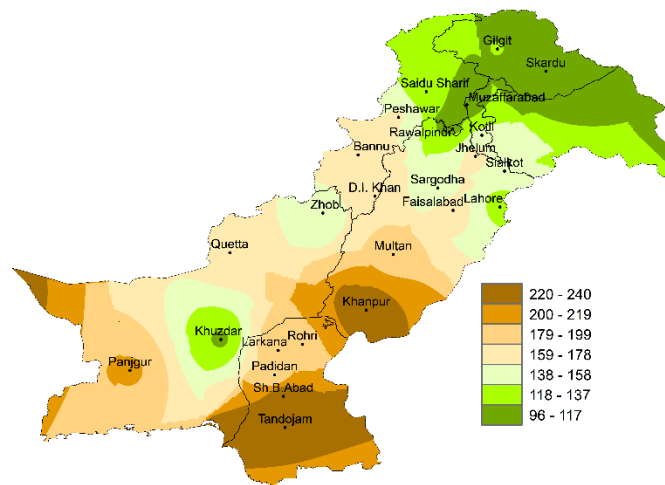 Gilgit
Skardu
Saidu Sharif
Muzaffarabad
Peshawar
Rawalpindi
Kotli
Bannu
Jhelum
Sialkot
Sargodha
D.I. Khan
Faisalabad
Lahore
Zhob
Quetta
Multan
Khanpur
Khuzdar
Larkana
Rohri
Panjgur
Padidan
Sh.B.Abad
Tandojam
220 - 240
200 - 219
179 - 199
159 - 178
138 - 158
118 - 137
96 - 117